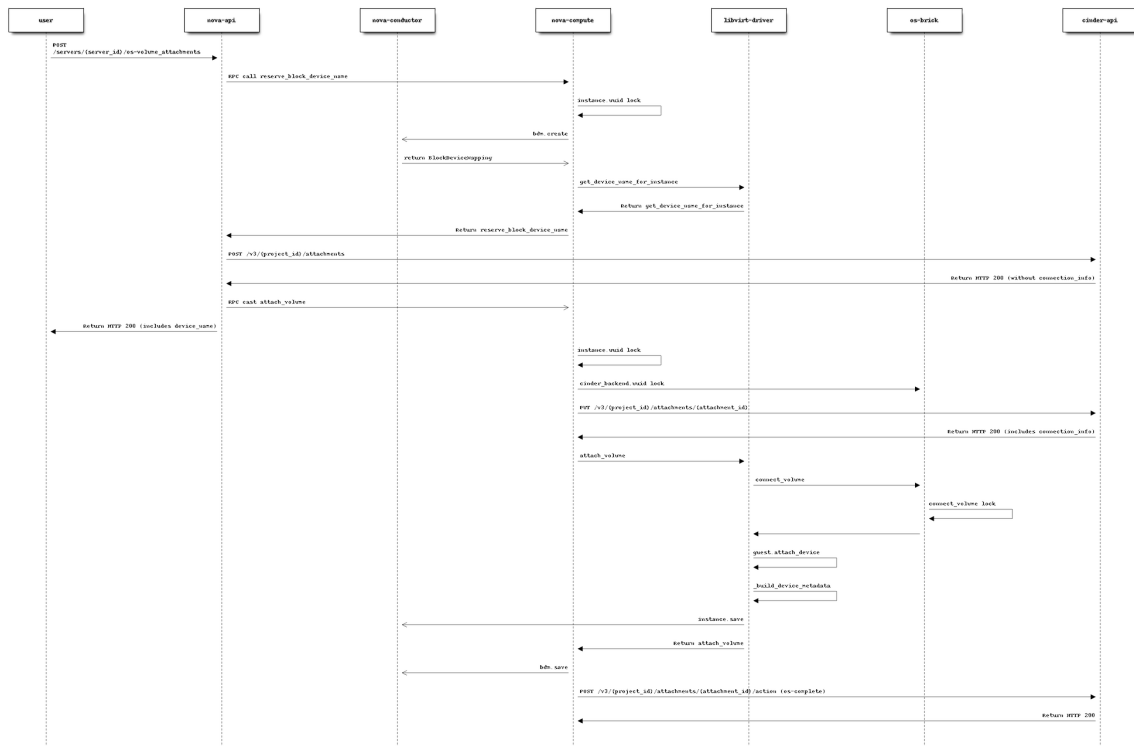 user
nova-api
nova-conductor
nova-compute
libvirt-driver
os-brick
cinder-api
POST
/servers/{server_id}/os-volume_attachments
RPC call reserve_block_device_name
instance.uuid lock
bdm.create
return BlockDeviceMapping
get_device_name_for_instance
Return get_device_name_for_instance
Return reserve_block_device_name
POST /v3/{project_id}/attachments
Return HTTP 200 (without connection_info)
RPC cast attach_volume
Return HTTP 200 (includes device_name)
instance.uuid lock
cinder_backend.uuid lock
PUT /v3/{project_id}/attachments/{attachment_id}
Return HTTP 200 (includes connection_info)
attach_volume
connect_volume
connect_volume lock
guest.attach_device
_build_device_metadata
instance.save
Return attach_volume
bdm.save
POST /v3/{project_id}/attachments/{attachment_id}/action (os-complete)
Return HTTP 200